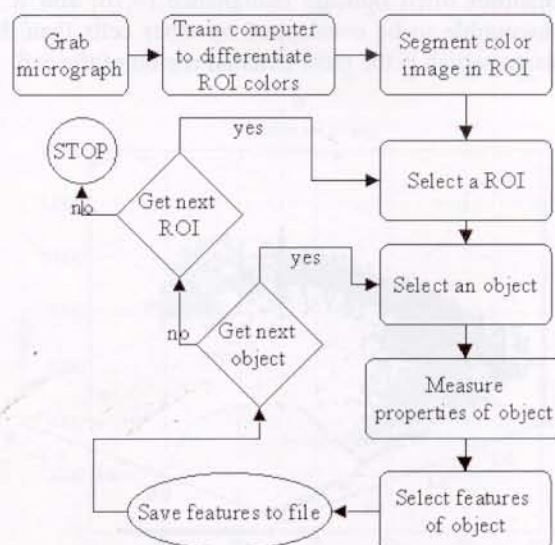 Grab
micrograph
Train computer
to differentiate
ROI colors
Segment color
image in ROI
yes
STOP
no
Get next
ROI
Select a ROI
yes
Select an object
no
Get next
object
Measure
properties of object
Save features to file
Select features
of object